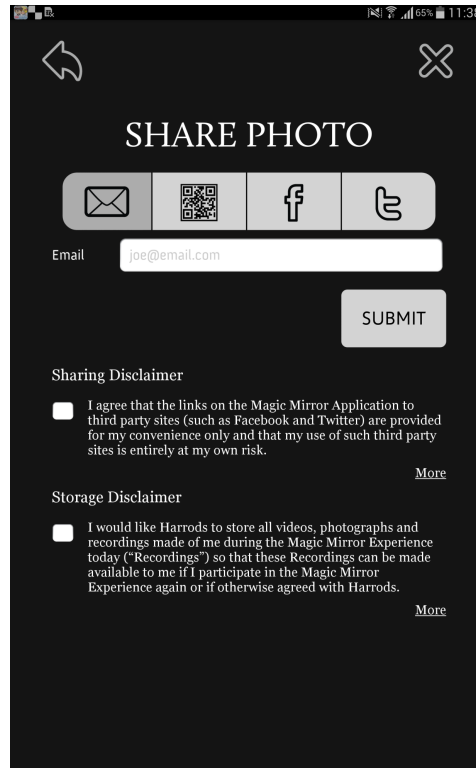 65% 11:38
SHARE PHOTO
Email joe@email.com
SUBMIT
Sharing Disclaimer
I agree that the links on the Magic Mirror Application to
third party sites (such as Facebook and Twitter) are provided
for my convenience only and that my use of such third party
sites is entirely at my own risk.
More
Storage Disclaimer
I would like Harrods to store all videos, photographs and
recordings made of me during the Magic Mirror Experience
today (“Recordings”) so that these Recordings can be made
available to me if I participate in the Magic Mirror
Experience again or if otherwise agreed with Harrods.
More